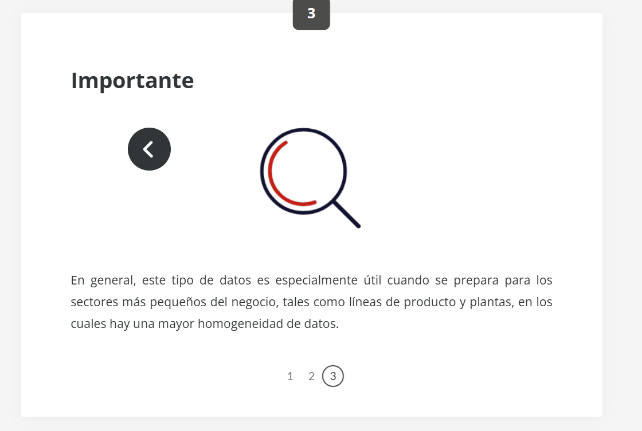 3
Importante
En general, este tipo de datos es especialmente útil cuando se prepara para los
sectores más pequeños del negocio, tales como líneas de producto y plantas, en los
cuales hay una mayor homogeneidad de datos.
1 2 3